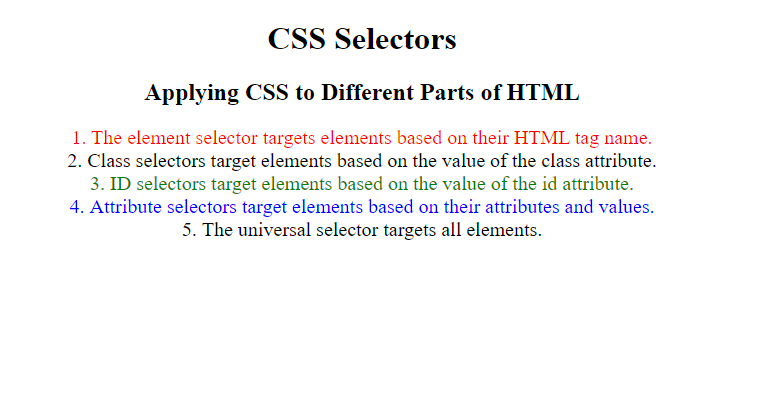 CSS Selectors
Applying CSS to Different Parts of HTML
1. The element selector targets elements based on their HTML tag name.
2. Class selectors target elements based on the value of the class attribute.
3. ID selectors target elements based on the value of the id attribute.
4. Attribute selectors target elements based on their attributes and values.
5. The universal selector targets all elements.